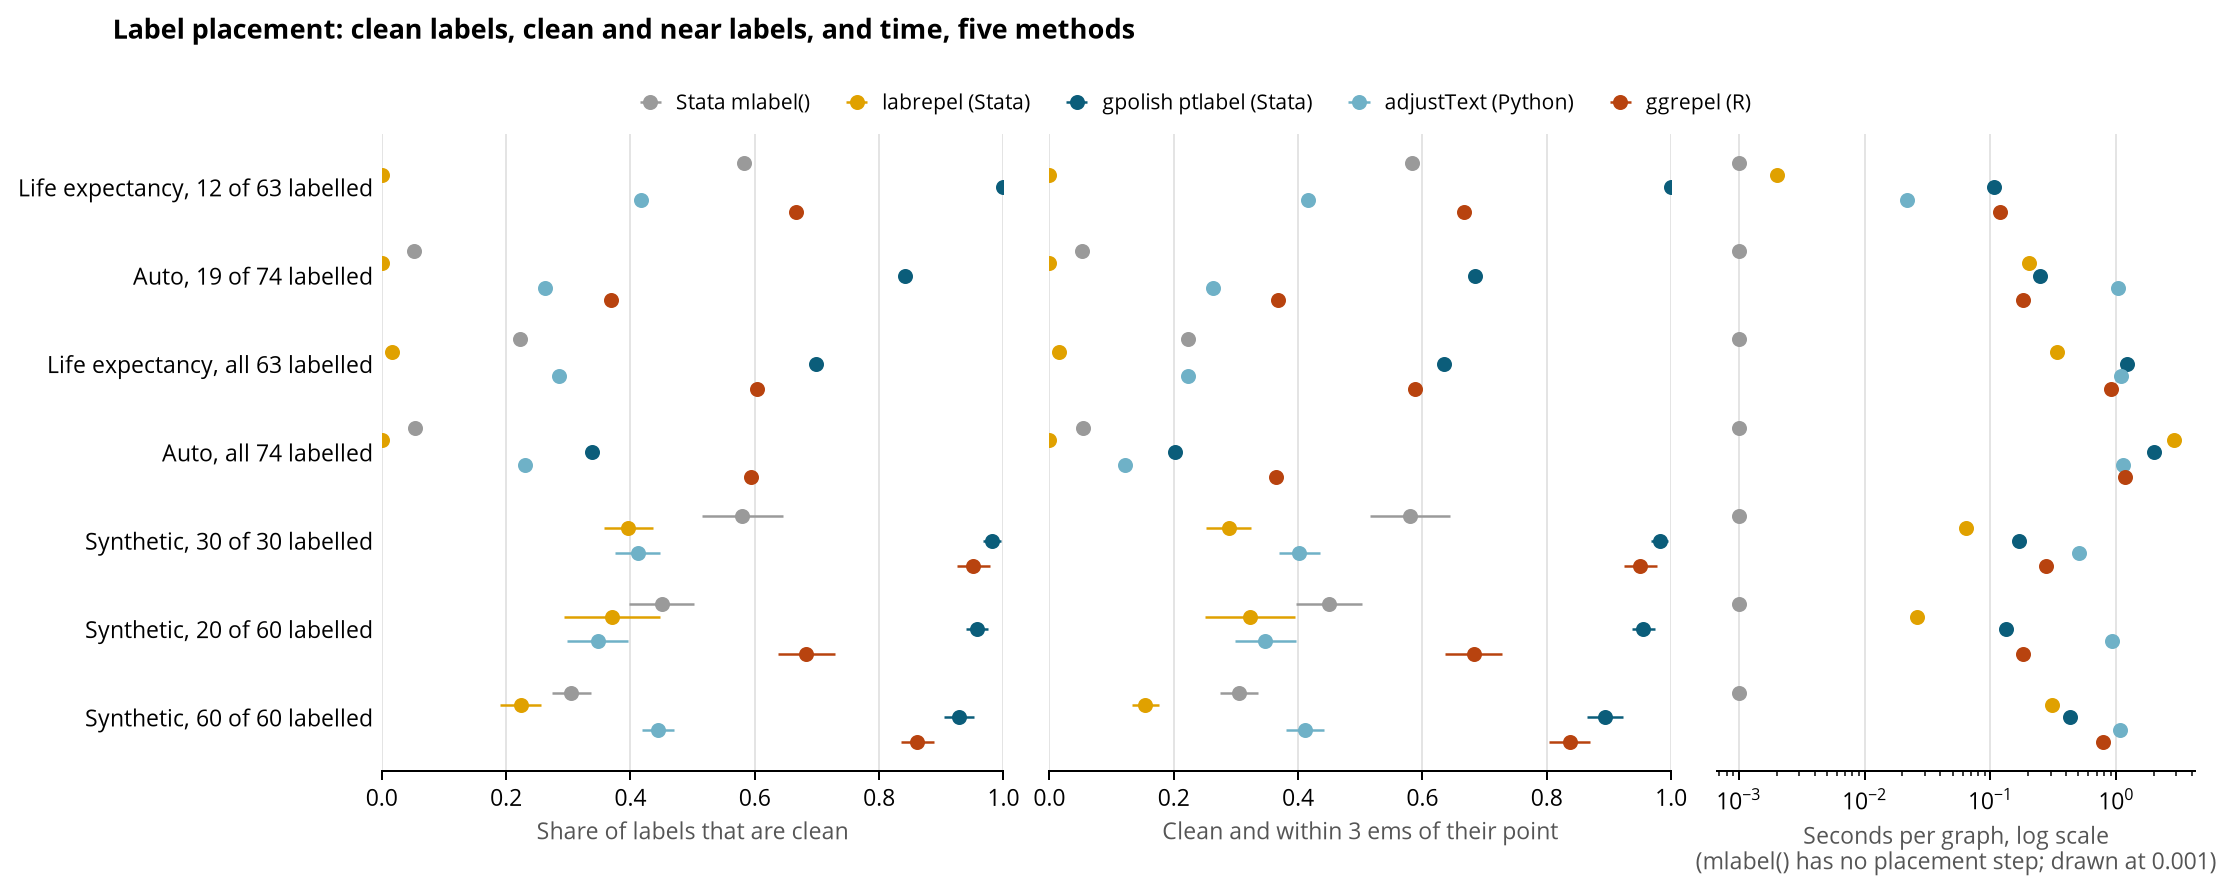 Label placement: clean labels, clean and near labels, and time, five methods
Stata mlabel() labrepel (Stata) gpolish ptlabel (Stata) adjustText (Python) ggrepel (R)
Life expectancy, 12 of 63 labelled
Auto, 19 of 74 labelled
Life expectancy, all 63 labelled
Auto, all 74 labelled
Synthetic, 30 of 30 labelled
Synthetic, 20 of 60 labelled
Synthetic, 60 of 60 labelled
0.0 0.2 0.4 0.6 0.8 1.0
Share of labels that are clean
0.0 0.2 0.4 0.6 0.8 1.0
Clean and within 3 ems of their point
10⁻³ 10⁻² 10⁻¹ 10⁰
Seconds per graph, log scale
(mlabel() has no placement step; drawn at 0.001)